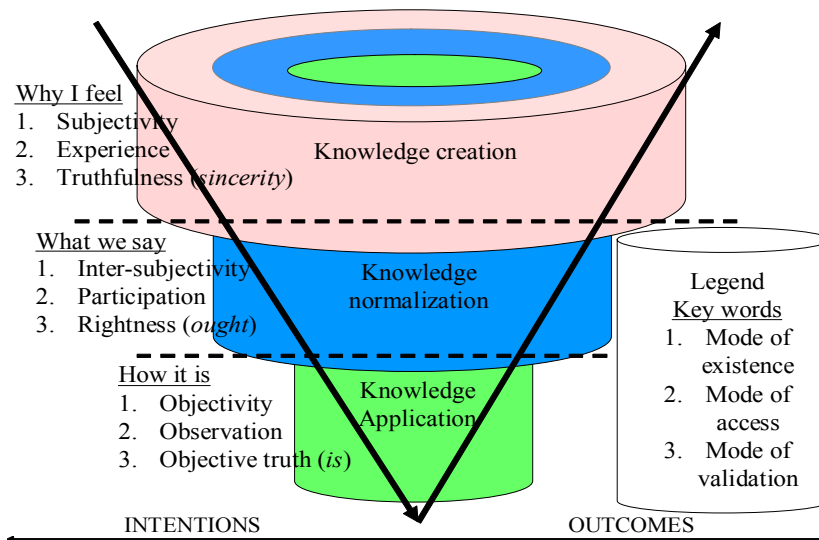 Why I feel
1. Subjectivity
2. Experience
3. Truthfulness (sincerity)
Knowledge creation
What we say
1. Inter-subjectivity
2. Participation
3. Rightness (ought)
Knowledge
normalization
How it is
1. Objectivity
2. Observation
3. Objective truth (is)
Knowledge
Application
Legend
Key words
1. Mode of
existence
2. Mode of
access
3. Mode of
validation
INTENTIONS
OUTCOMES